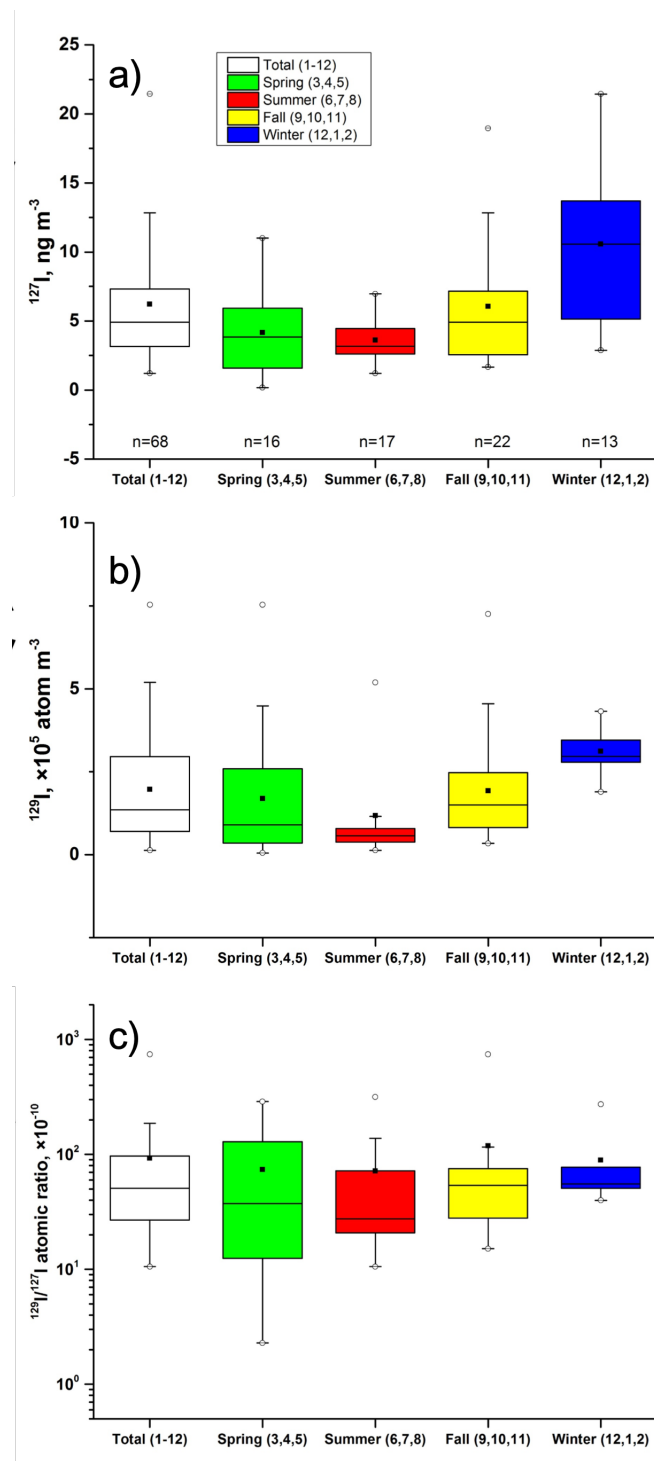 a)
Total (1-12)
Spring (3,4,5)
Summer (6,7,8)
Fall (9,10,11)
Winter (12,1,2)
25
20
15
10
5
0
-5
¹²⁷I, ng m⁻³
n=68 n=16 n=17 n=22 n=13
Total (1-12) Spring (3,4,5) Summer (6,7,8) Fall (9,10,11) Winter (12,1,2)
b)
10
5
0
¹²⁹I, ×10⁵ atom m⁻³
Total (1-12) Spring (3,4,5) Summer (6,7,8) Fall (9,10,11) Winter (12,1,2)
c)
10³
10²
10¹
10⁰
¹²⁹I/¹²⁷I atomic ratio, ×10⁻¹⁰
Total (1-12) Spring (3,4,5) Summer (6,7,8) Fall (9,10,11) Winter (12,1,2)